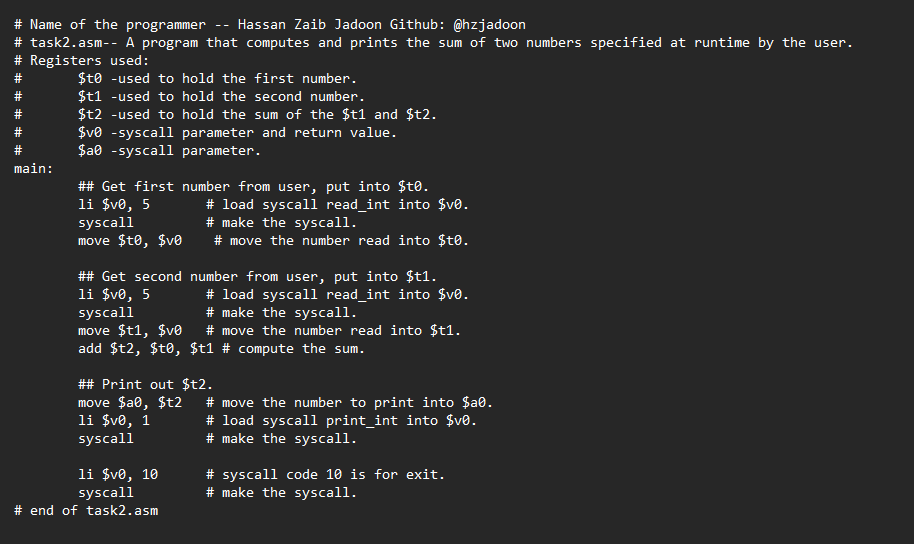 # Name of the programmer -- Hassan Zaib Jadoon Github: @hzjadoon
# task2.asm-- A program that computes and prints the sum of two numbers specified at runtime by the user.
# Registers used:
#       $t0 -used to hold the first number.
#       $t1 -used to hold the second number.
#       $t2 -used to hold the sum of the $t1 and $t2.
#       $v0 -syscall parameter and return value.
#       $a0 -syscall parameter.
main:
        ## Get first number from user, put into $t0.
        li $v0, 5       # load syscall read_int into $v0.
        syscall         # make the syscall.
        move $t0, $v0    # move the number read into $t0.

        ## Get second number from user, put into $t1.
        li $v0, 5       # load syscall read_int into $v0.
        syscall         # make the syscall.
        move $t1, $v0   # move the number read into $t1.
        add $t2, $t0, $t1 # compute the sum.

        ## Print out $t2.
        move $a0, $t2   # move the number to print into $a0.
        li $v0, 1       # load syscall print_int into $v0.
        syscall         # make the syscall.

        li $v0, 10      # syscall code 10 is for exit.
        syscall         # make the syscall.
# end of task2.asm